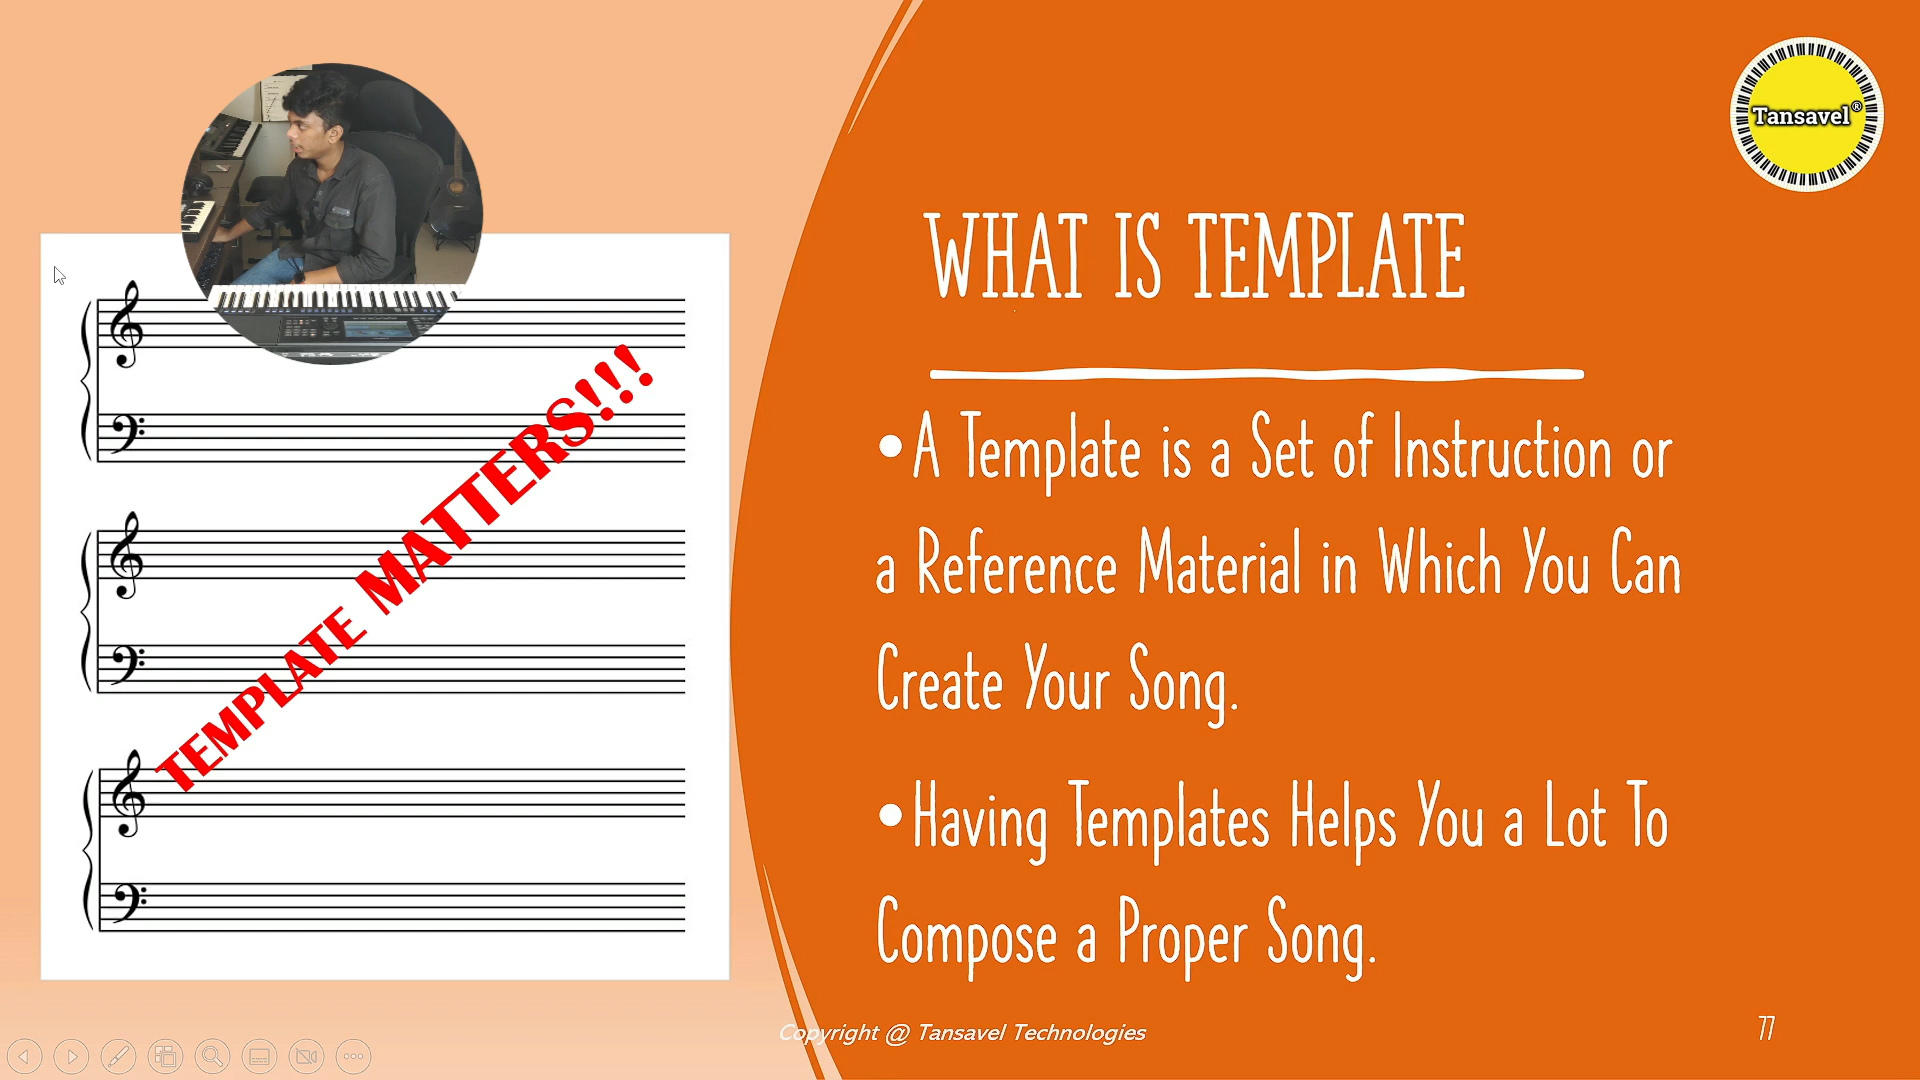 Tansavel®
WHAT IS TEMPLATE
TEMPLATE MATTERS!!!
•A Template is a Set of Instruction or
a Reference Material in Which You Can
Create Your Song.
•Having Templates Helps You a Lot To
Compose a Proper Song.
Copyright @ Tansavel Technologies
77